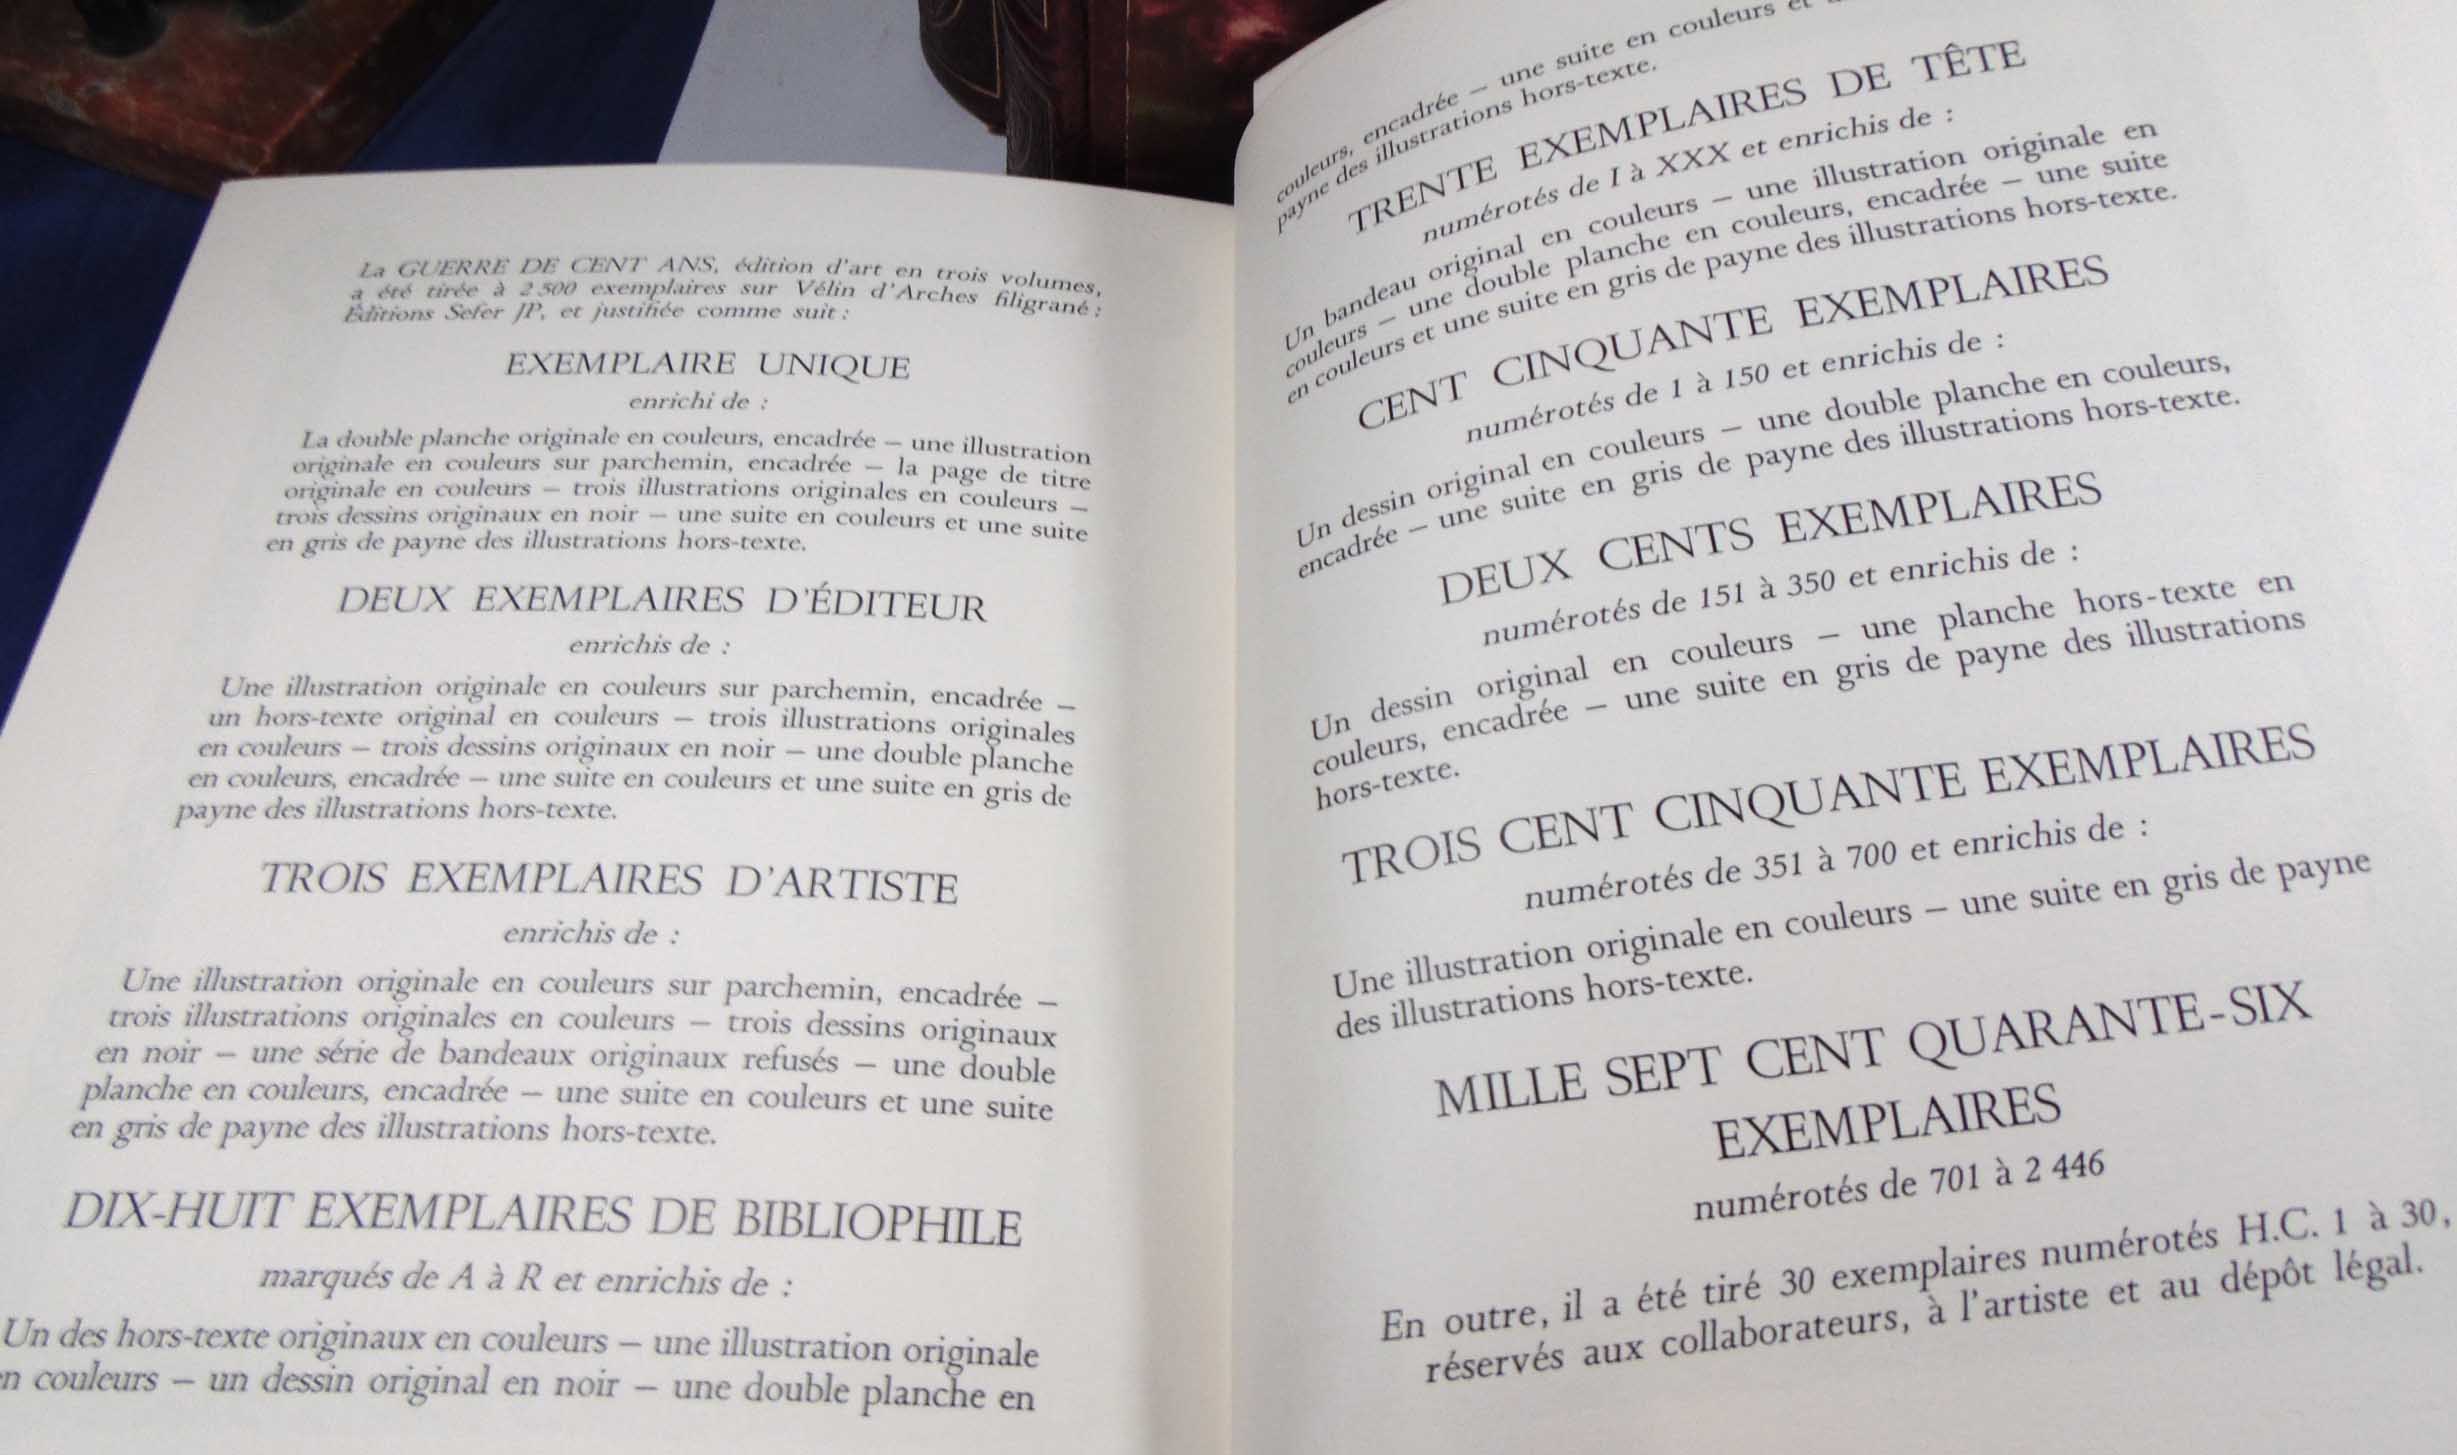 La GUERRE DE CENT ANS, édition d'art en trois volumes,
a été tirée à 2 500 exemplaires sur Vélin d'Arches filigrané :
Éditions Sefer JP, et justifiée comme suit :
EXEMPLAIRE UNIQUE
enrichi de :
La double planche originale en couleurs, encadrée – une illustration
originale en couleurs sur parchemin, encadrée – la page de titre
originale en couleurs – trois illustrations originales en couleurs –
trois dessins originaux en noir – une suite en couleurs et une suite
en gris de payne des illustrations hors-texte.
DEUX EXEMPLAIRES D'ÉDITEUR
enrichis de :
Une illustration originale en couleurs sur parchemin, encadrée –
un hors-texte original en couleurs – trois illustrations originales
en couleurs – trois dessins originaux en noir – une double planche
en couleurs, encadrée – une suite en couleurs et une suite en gris de
payne des illustrations hors-texte.
TROIS EXEMPLAIRES D'ARTISTE
enrichis de :
Une illustration originale en couleurs sur parchemin, encadrée –
trois illustrations originales en couleurs – trois dessins originaux
en noir – une série de bandeaux originaux refusés – une double
planche en couleurs, encadrée – une suite en couleurs et une suite
en gris de payne des illustrations hors-texte.
DIX-HUIT EXEMPLAIRES DE BIBLIOPHILE
marqués de A à R et enrichis de :
Un des hors-texte originaux en couleurs – une illustration originale
en couleurs – un dessin original en noir – une double planche en
couleurs, encadrée – une suite en couleurs et
payne des illustrations hors-texte.
TRENTE EXEMPLAIRES DE TÊTE
numérotés de I à XXX et enrichis de :
Un bandeau original en couleurs – une illustration originale en
couleurs – une double planche en couleurs, encadrée – une suite
en couleurs et une suite en gris de payne des illustrations hors-texte.
CENT CINQUANTE EXEMPLAIRES
numérotés de 1 à 150 et enrichis de :
Un dessin original en couleurs – une double planche en couleurs,
encadrée – une suite en gris de payne des illustrations hors-texte.
DEUX CENTS EXEMPLAIRES
numérotés de 151 à 350 et enrichis de :
Un dessin original en couleurs – une planche hors-texte en
couleurs, encadrée – une suite en gris de payne des illustrations
hors-texte.
TROIS CENT CINQUANTE EXEMPLAIRES
numérotés de 351 à 700 et enrichis de :
Une illustration originale en couleurs – une suite en gris de payne
des illustrations hors-texte.
MILLE SEPT CENT QUARANTE-SIX
EXEMPLAIRES
numérotés de 701 à 2 446
En outre, il a été tiré 30 exemplaires numérotés H.C. 1 à 30,
réservés aux collaborateurs, à l'artiste et au dépôt légal.